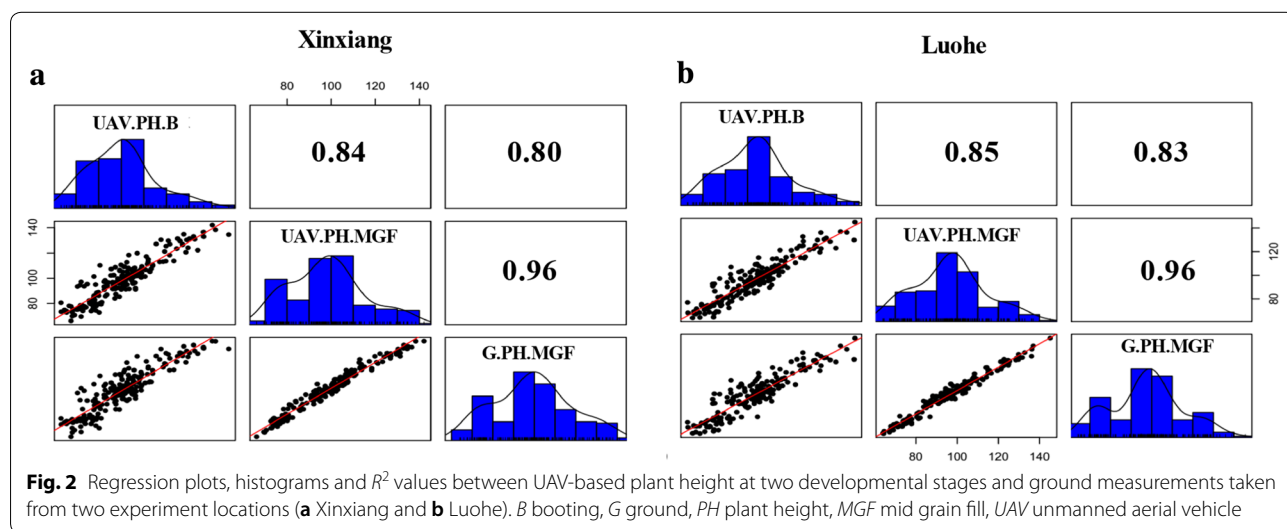 Xinxiang
Luohe
a
b
80 100 120 140
UAV.PH.B
0.84
0.80
UAV.PH.B
0.85
0.83
80 100 140
UAV.PH.MGF
0.96
UAV.PH.MGF
0.96
80 120
G.PH.MGF
G.PH.MGF
80 100 120 140
Fig. 2 Regression plots, histograms and R² values between UAV-based plant height at two developmental stages and ground measurements taken
from two experiment locations (a Xinxiang and b Luohe). B booting, G ground, PH plant height, MGF mid grain fill, UAV unmanned aerial vehicle